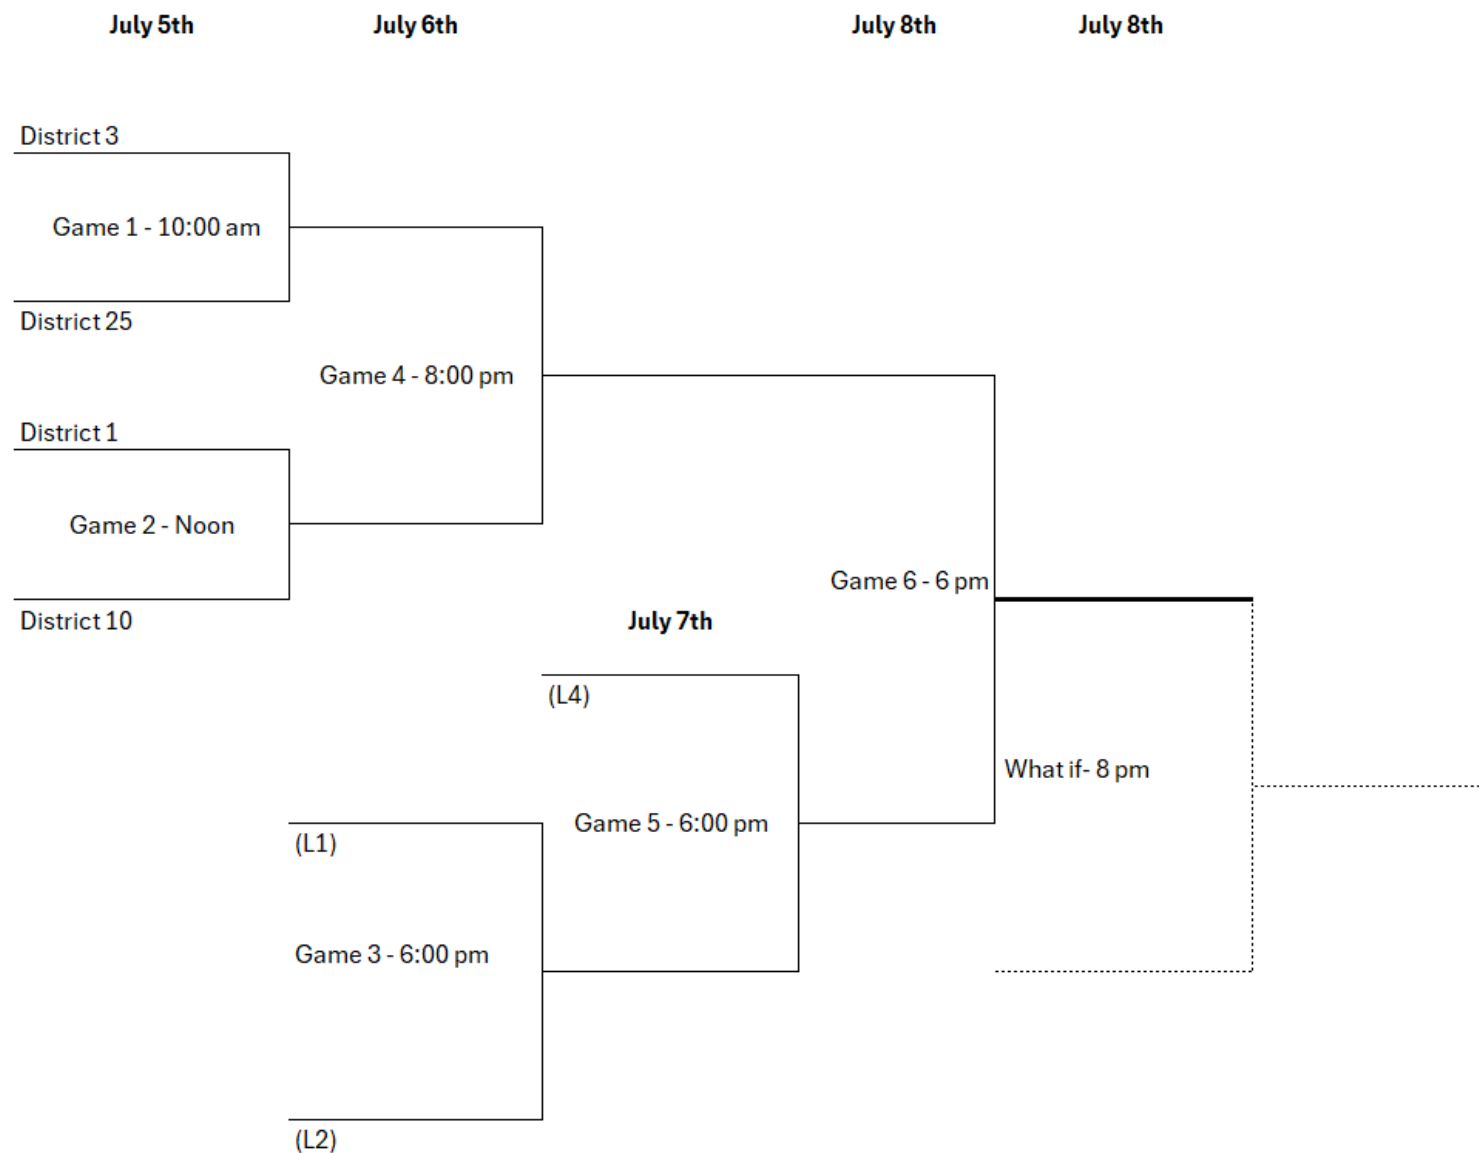 July 5th
July 6th
July 8th
July 8th
District 3
Game 1 - 10:00 am
District 25
Game 4 - 8:00 pm
District 1
Game 2 - Noon
District 10
Game 6 - 6 pm
July 7th
(L4)
What if- 8 pm
Game 5 - 6:00 pm
(L1)
Game 3 - 6:00 pm
(L2)